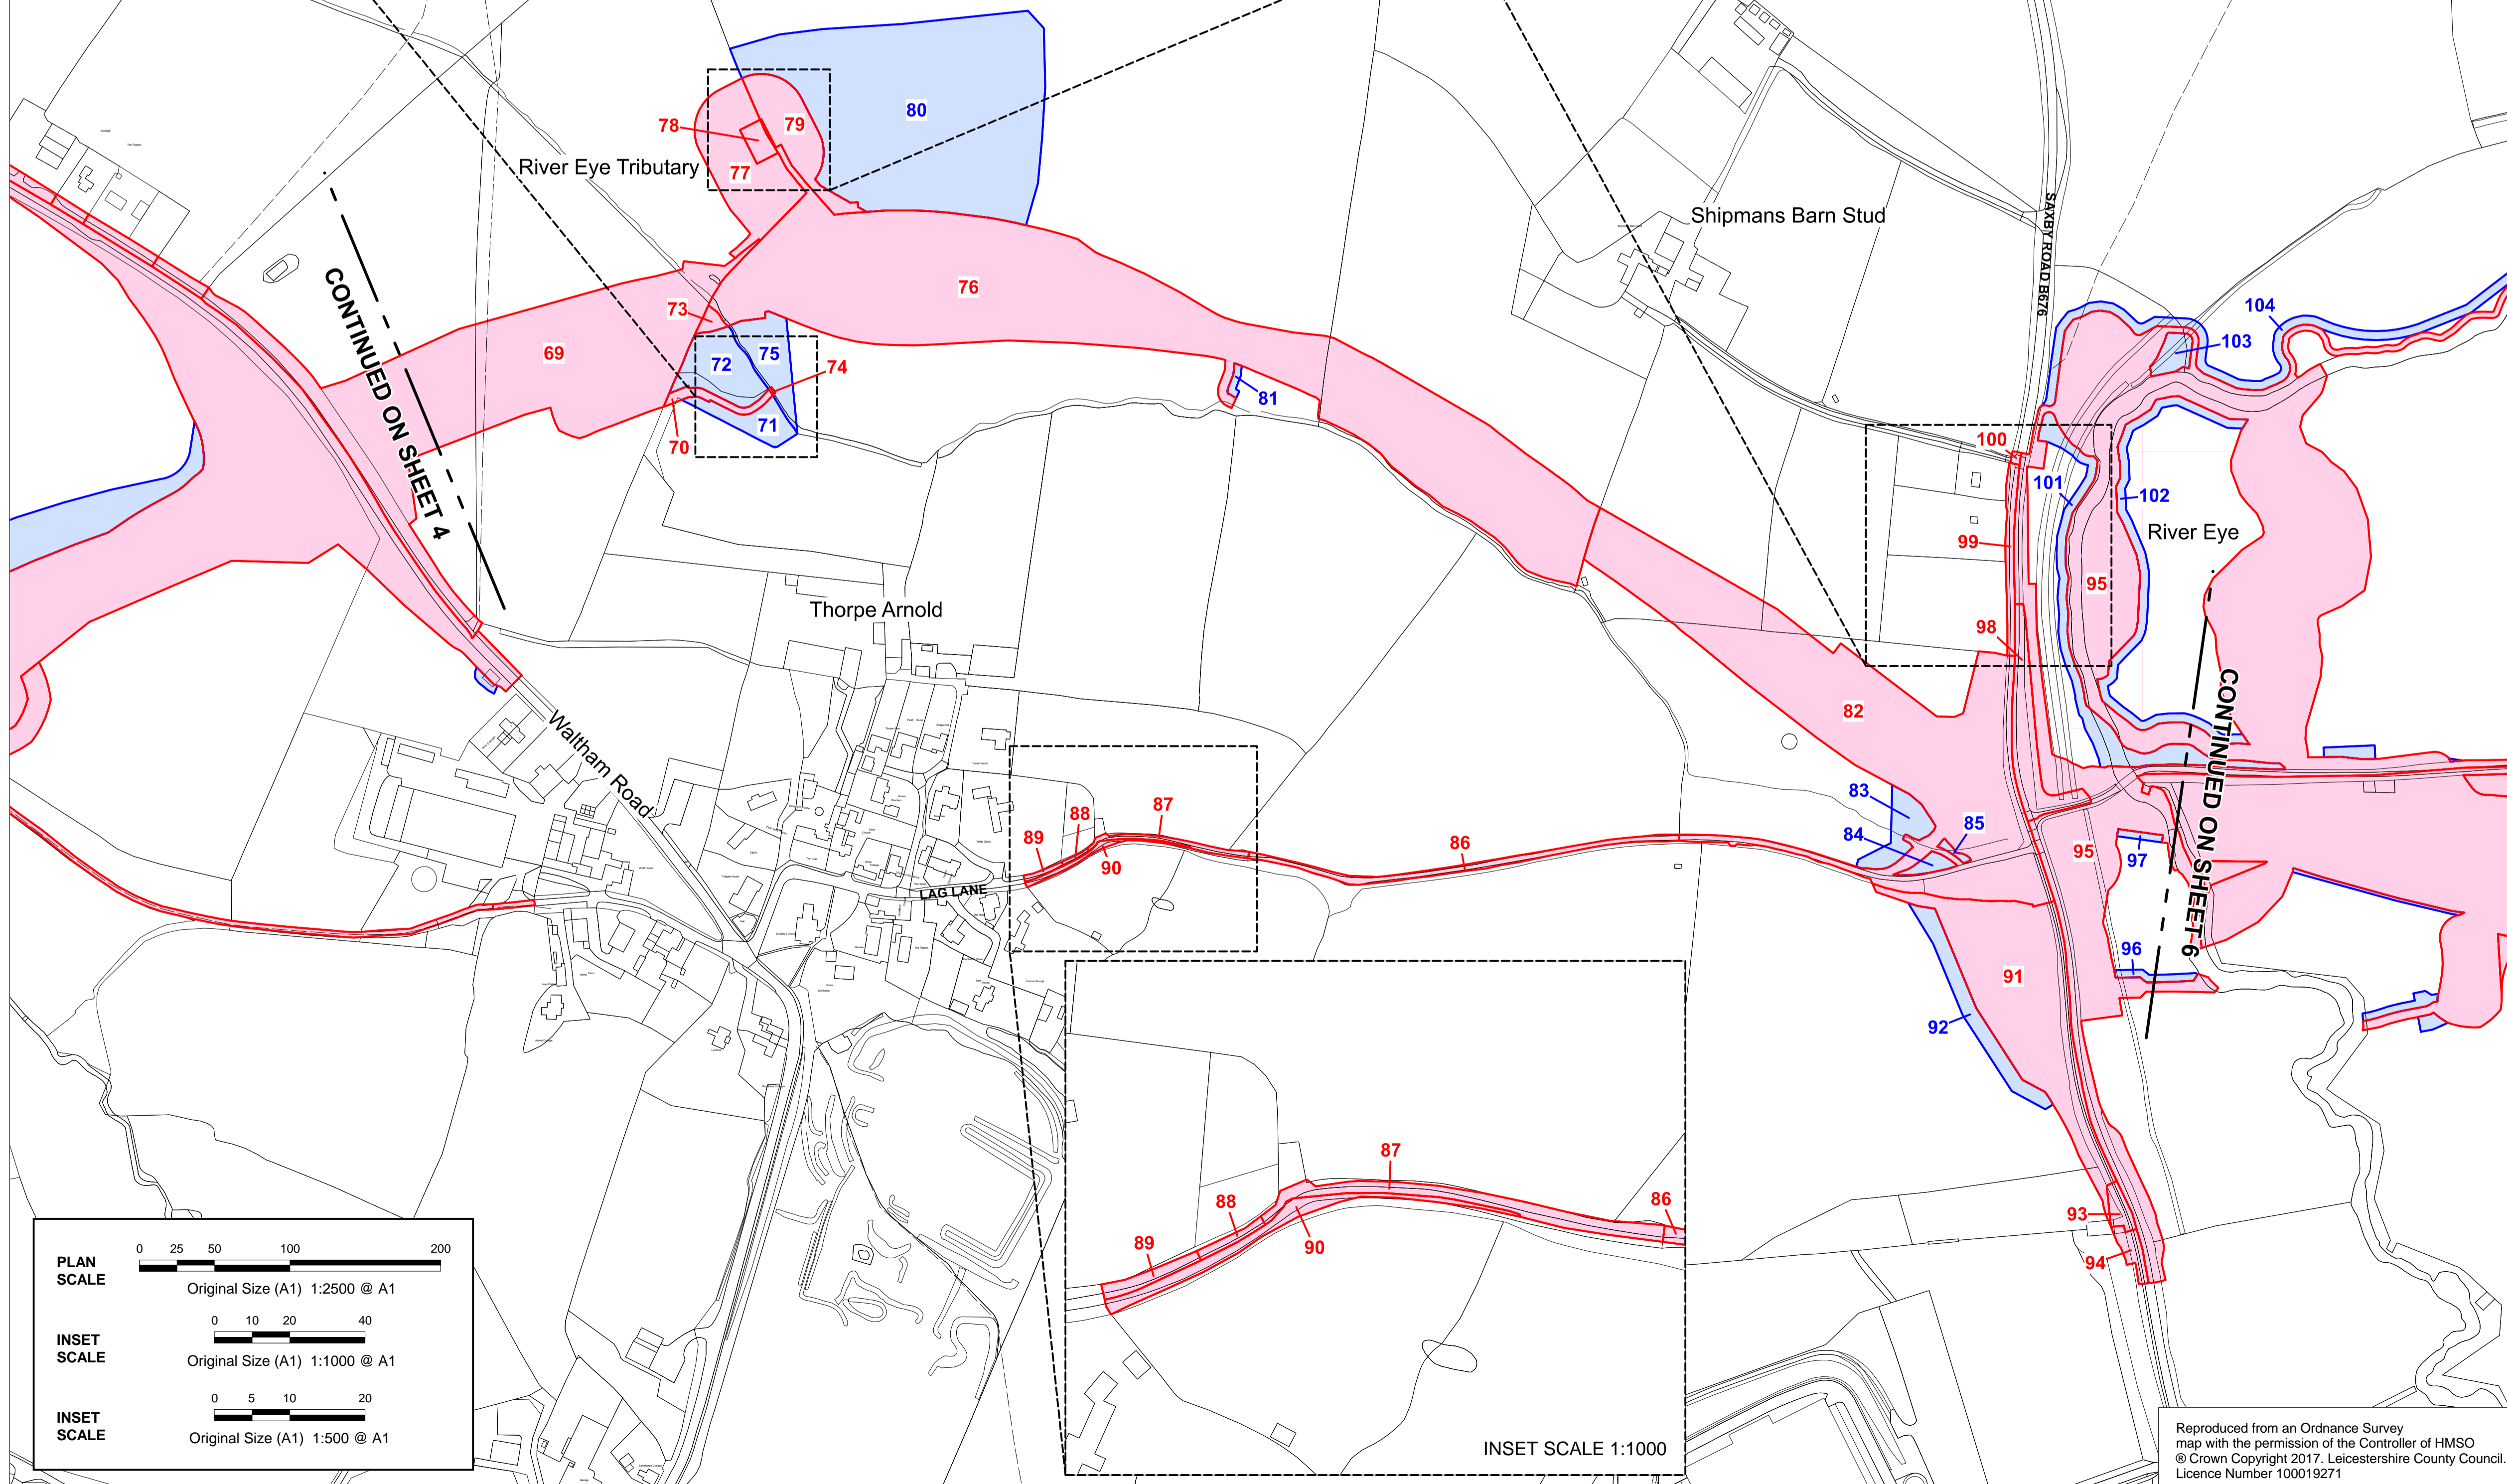 80
78
79
River Eye Tributary
77
Shipmans Barn Stud
SAXBY ROAD B676
CONTINUED ON SHEET 4
76
73
69
72
75
74
70
71
81
104
103
100
101
102
River Eye
99
95
98
Thorpe Arnold
82
CONTINUED ON SHEET 6
Waltham Road
83
84
85
87
88
89
90
86
LAG LANE
95
97
96
91
92
93
94
87
88
86
89
90
INSET SCALE 1:1000
PLAN
SCALE
0 25 50 100 200
Original Size (A1) 1:2500 @ A1
INSET
SCALE
0 10 20 40
Original Size (A1) 1:1000 @ A1
INSET
SCALE
0 5 10 20
Original Size (A1) 1:500 @ A1
Reproduced from an Ordnance Survey
map with the permission of the Controller of HMSO
® Crown Copyright 2017. Leicestershire County Council.
Licence Number 100019271